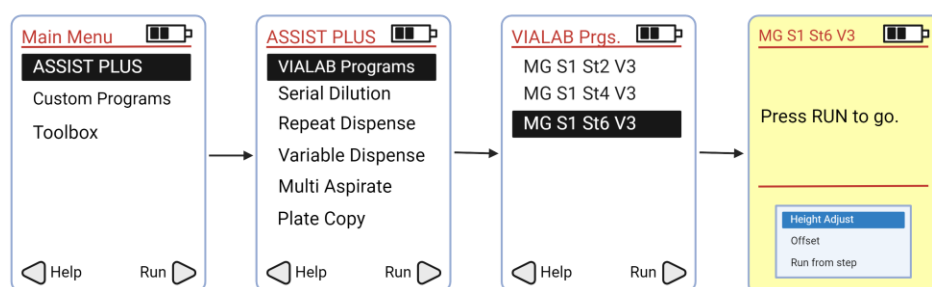 Main Menu
ASSIST PLUS
Custom Programs
Toolbox
Help
Run
ASSIST PLUS
VIALAB Programs
Serial Dilution
Repeat Dispense
Variable Dispense
Multi Aspirate
Plate Copy
Help
Run
VIALAB Prgs.
MG S1 St2 V3
MG S1 St4 V3
MG S1 St6 V3
Help
Run
MG S1 St6 V3
Press RUN to go.
Height Adjust
Offset
Run from step